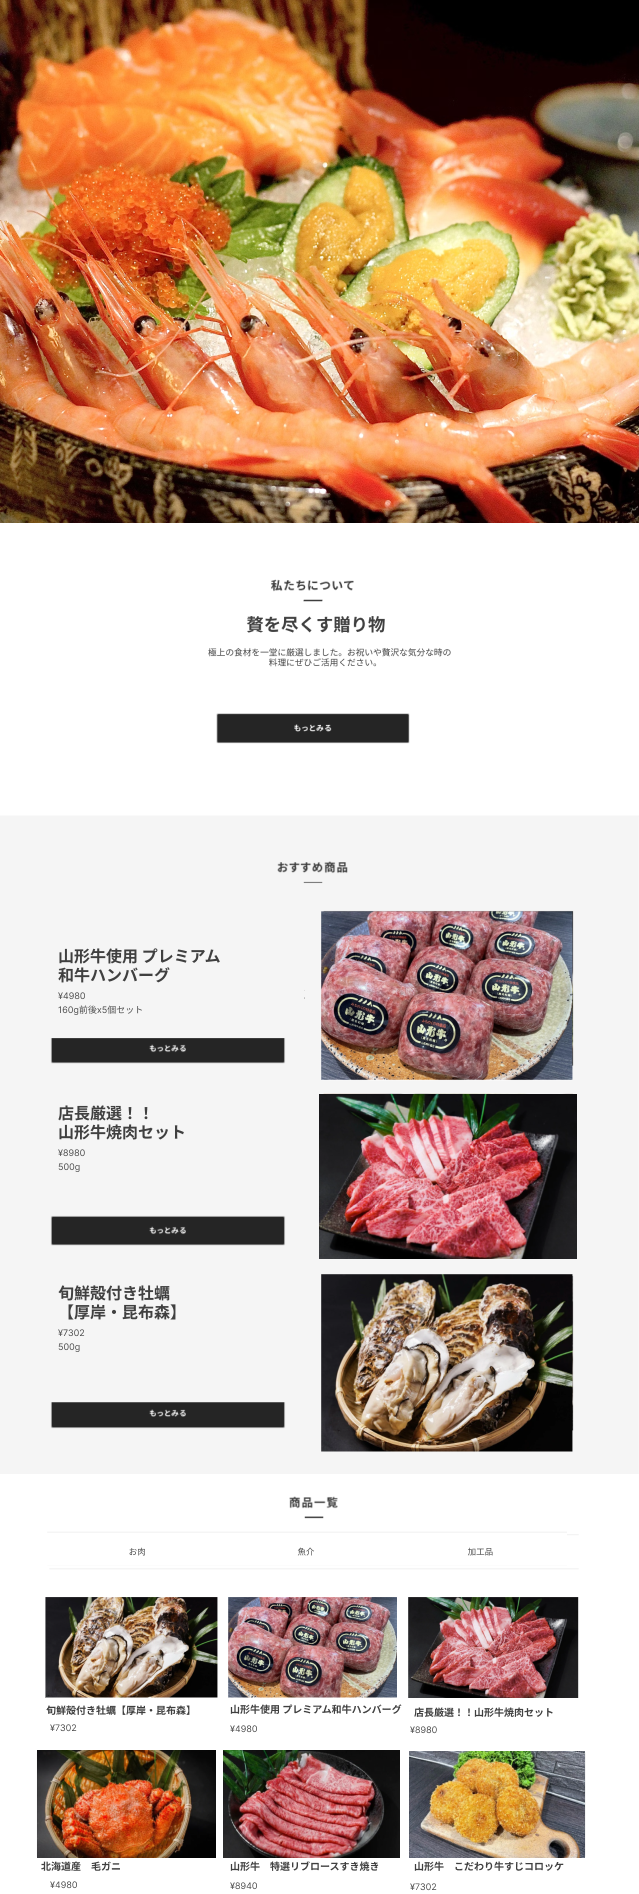 私たちについて
贅を尽くす贈り物
極上の食材を一堂に厳選しました。お祝いや贅沢な気分な時の
料理にぜひご活用ください。
もっとみる
おすすめ商品
山形牛使用 プレミアム
和牛ハンバーグ
¥4980
160g前後x5個セット
もっとみる
山形牛
山形牛
山形牛
山形牛
店長厳選！！
山形牛焼肉セット
¥8980
500g
もっとみる
旬鮮殻付き牡蠣
【厚岸・昆布森】
¥7302
500g
もっとみる
商品一覧
お肉
魚介
加工品
旬鮮殻付き牡蠣【厚岸・昆布森】
¥7302
山形牛使用 プレミアム和牛ハンバーグ
¥4980
店長厳選！！山形牛焼肉セット
¥8980
北海道産　毛ガニ
¥4980
山形牛　特選リブロースすき焼き
¥8940
山形牛　こだわり牛すじコロッケ
¥7302